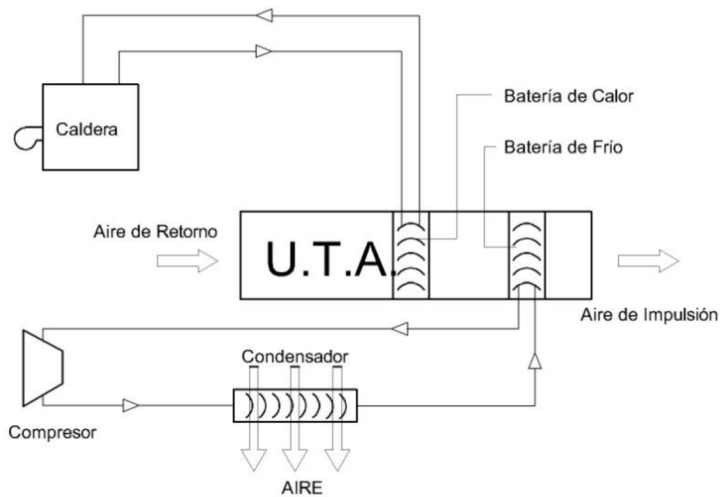 Caldera
Batería de Calor
Batería de Frío
Aire de Retorno
U.T.A.
Aire de Impulsión
Condensador
Compresor
AIRE